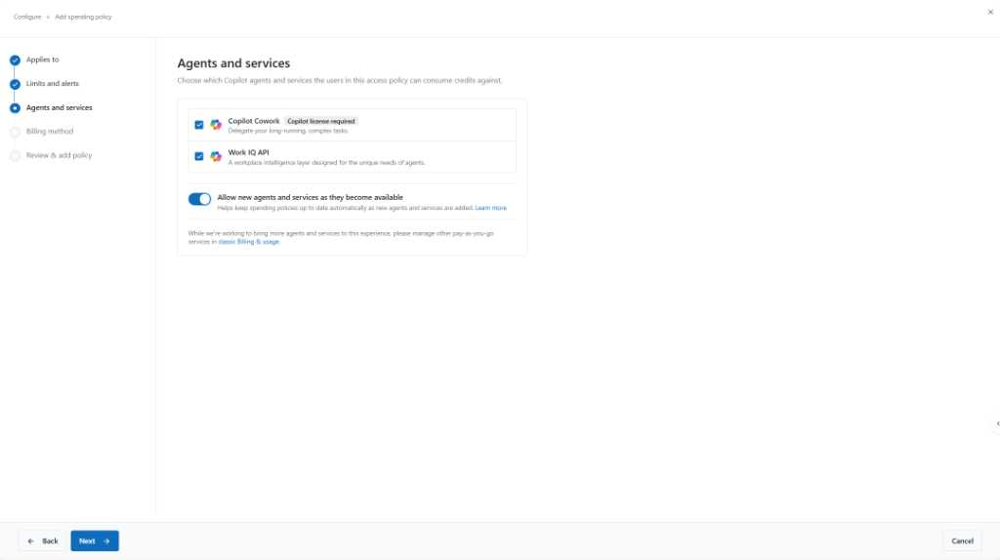 Configure > Add spending policy
Applies to
Limits and alerts
Agents and services
Billing method
Review & add policy
Agents and services
Choose which Copilot agents and services the users in this access policy can consume credits against.
Copilot Cowork Copilot license required
Delegate your long-running, complex tasks.
Work IQ API
A workplace intelligence layer designed for the unique needs of agents.
Allow new agents and services as they become available
Helps keep spending policies up to date automatically as new agents and services are added. Learn more
While we're working to bring more agents and services to this experience, please manage other pay-as-you-go
services in classic Billing & usage.
Back
Next
Cancel